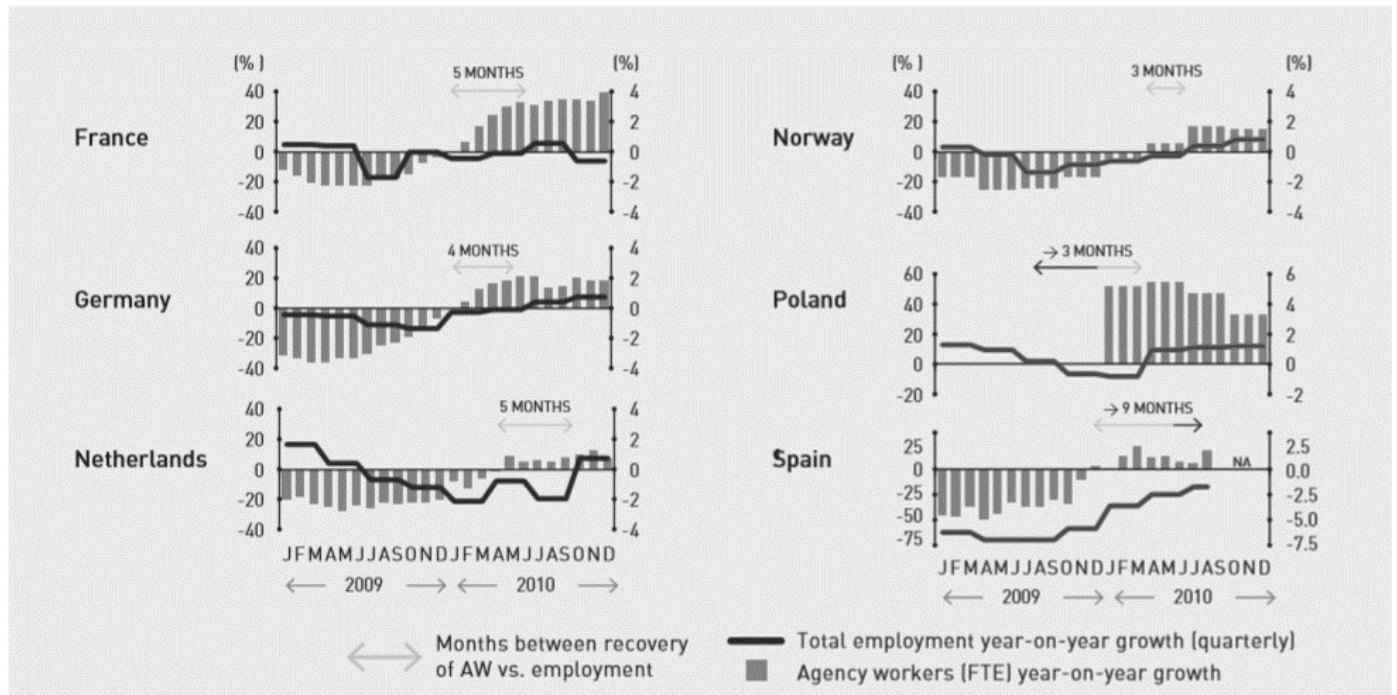 (%) (%)
5 MONTHS
France
40 4
20 2
0 0
-20 -2
-40 -4
4 MONTHS
Germany
40 4
20 2
0 0
-20 -2
-40 -4
5 MONTHS
Netherlands
40 4
20 2
0 0
-20 -2
-40 -4
J F M A M J J A S O N D J F M A M J J A S O N D
2009 2010
(%) (%)
3 MONTHS
Norway
40 4
20 2
0 0
-20 -2
-40 -4
→ 3 MONTHS
Poland
60 6
40 4
20 2
0 0
-20 -2
→ 9 MONTHS
Spain
25 2.5
0 0.0
-25 -2.5
-50 -5.0
-75 -7.5
NA
J F M A M J J A S O N D J F M A M J J A S O N D
2009 2010
Months between recovery
of AW vs. employment
Total employment year-on-year growth (quarterly)
Agency workers (FTE) year-on-year growth